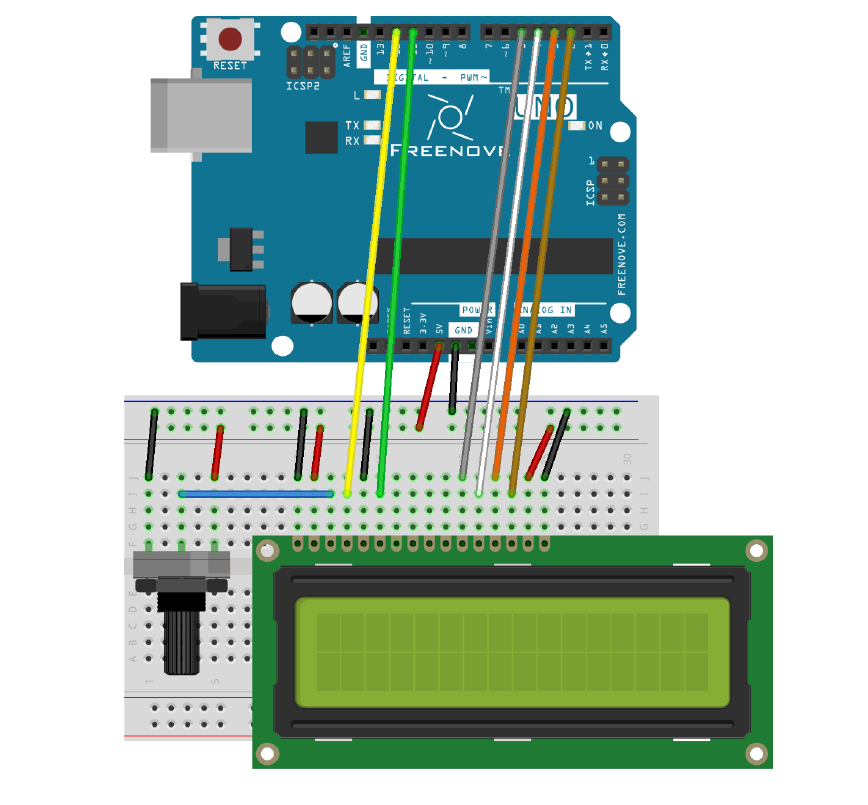 RESET
ICSP2
AREF
GND
13
12
11
~10
~9
8
7
~6
5
4
3
2
TX▸1
RX◂0
DIGITAL - PWM~
L
TX
RX
TM
UNO
ON
FREENOVE
1
ICSP
FREENOVE.COM
POWER
ANALOG IN
RESET
3.3V
5V
GND
Vin
A0
A1
A2
A3
A4
A5
30
J
I
H
G
F
J
I
H
G
E
D
C
B
A
1
5